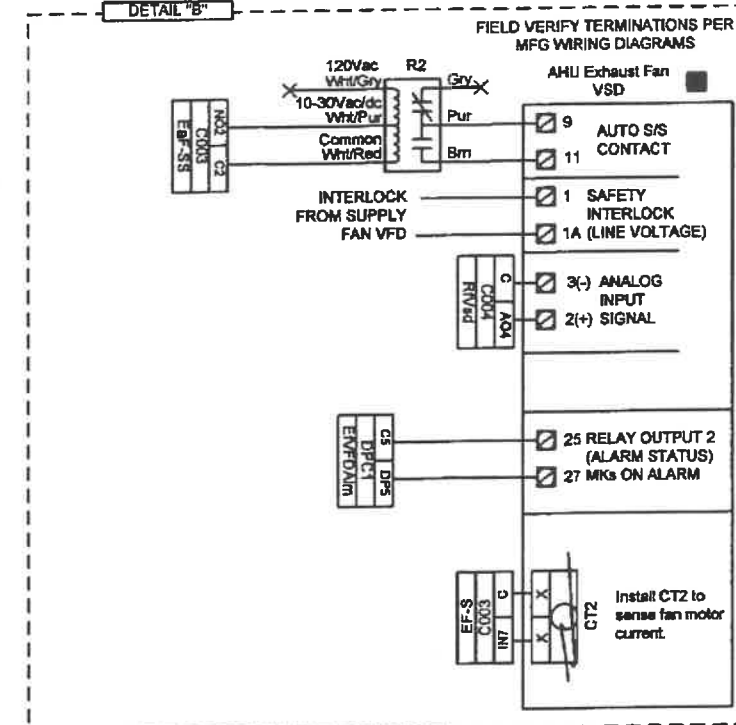 DETAIL "B"
FIELD VERIFY TERMINATIONS PER
MFG WIRING DIAGRAMS
120Vac
R2
Wht/Gry
Gry
AHU Exhaust Fan
VSD
10-30Vac/dc
Wht/Pur
Pur
Common
Wht/Red
Brn
NO2
C2
C003
EaF-SS
9
AUTO S/S
CONTACT
11
INTERLOCK
FROM SUPPLY
FAN VFD
1 SAFETY
INTERLOCK
1A (LINE VOLTAGE)
C
AO4
C004
3(-) ANALOG
INPUT
2(+) SIGNAL
C5
DP5
DPC1
25 RELAY OUTPUT 2
(ALARM STATUS)
27 MKs ON ALARM
EF-S
C003
C
IN7
X
X
CT2
Install CT2 to
sense fan motor
current.